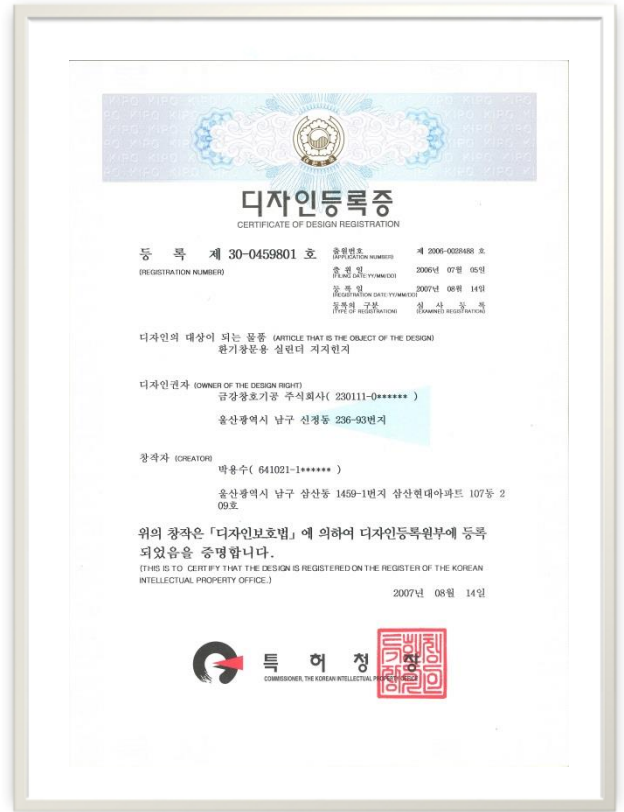 디자인등록증
CERTIFICATE OF DESIGN REGISTRATION
등 록 제 30-0459801 호
(REGISTRATION NUMBER)
출원번호 제 2006-0028488 호
(APPLICATION NUMBER)
출 원 일 2006년 07월 05일
(FILING DATE:YY/MM/DD)
등 록 일 2007년 08월 14일
(REGISTRATION DATE:YY/MM/DD)
등록의 구분 심 사 등 록
(TYPE OF REGISTRATION) (EXAMINED REGISTRATION)
디자인의 대상이 되는 물품 (ARTICLE THAT IS THE OBJECT OF THE DESIGN)
환기창문용 실린더 지지힌지
디자인권자 (OWNER OF THE DESIGN RIGHT)
금강창호기공 주식회사( 230111-0****** )
울산광역시 남구 신정동 236-93번지
창작자 (CREATOR)
박용수( 641021-1****** )
울산광역시 남구 삼산동 1459-1번지 삼산현대아파트 107동 2
09호
위의 창작은 「디자인보호법」에 의하여 디자인등록원부에 등록
되었음을 증명합니다.
(THIS IS TO CERTIFY THAT THE DESIGN IS REGISTERED ON THE REGISTER OF THE KOREAN
INTELLECTUAL PROPERTY OFFICE.)
2007년 08월 14일
특 허 청 장
COMMISSIONER, THE KOREAN INTELLECTUAL PROPERTY OFFICE